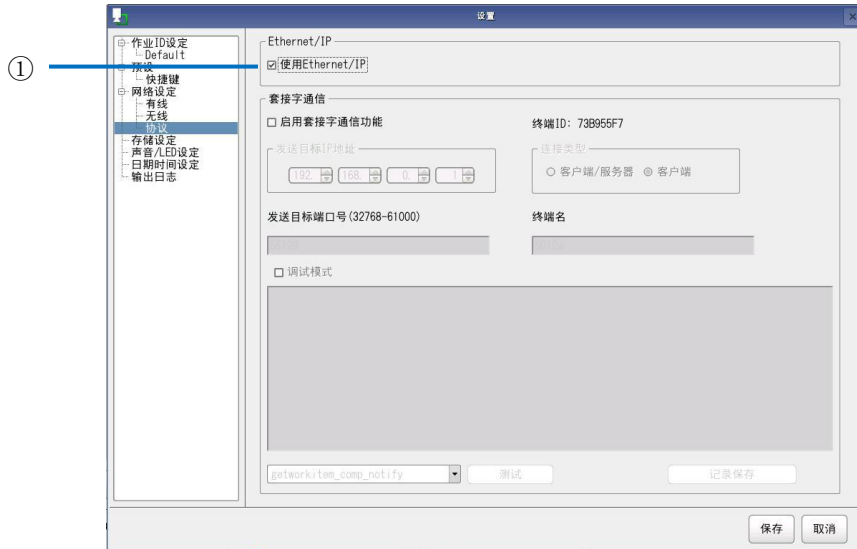 设置
①
作业ID设定
Default
预设
快捷键
网络设定
有线
无线
协议
存储设定
声音/LED设定
日期时间设定
输出日志
Ethernet/IP
使用Ethernet/IP
套接字通信
启用套接字通信功能
终端ID: 73B955F7
发送目标IP地址
192. 168. 0. 1
连接类型
客户端/服务器 客户端
发送目标端口号(32768-61000)
终端名
调试模式
getworkitem_comp_notify
测试
记录保存
保存
取消